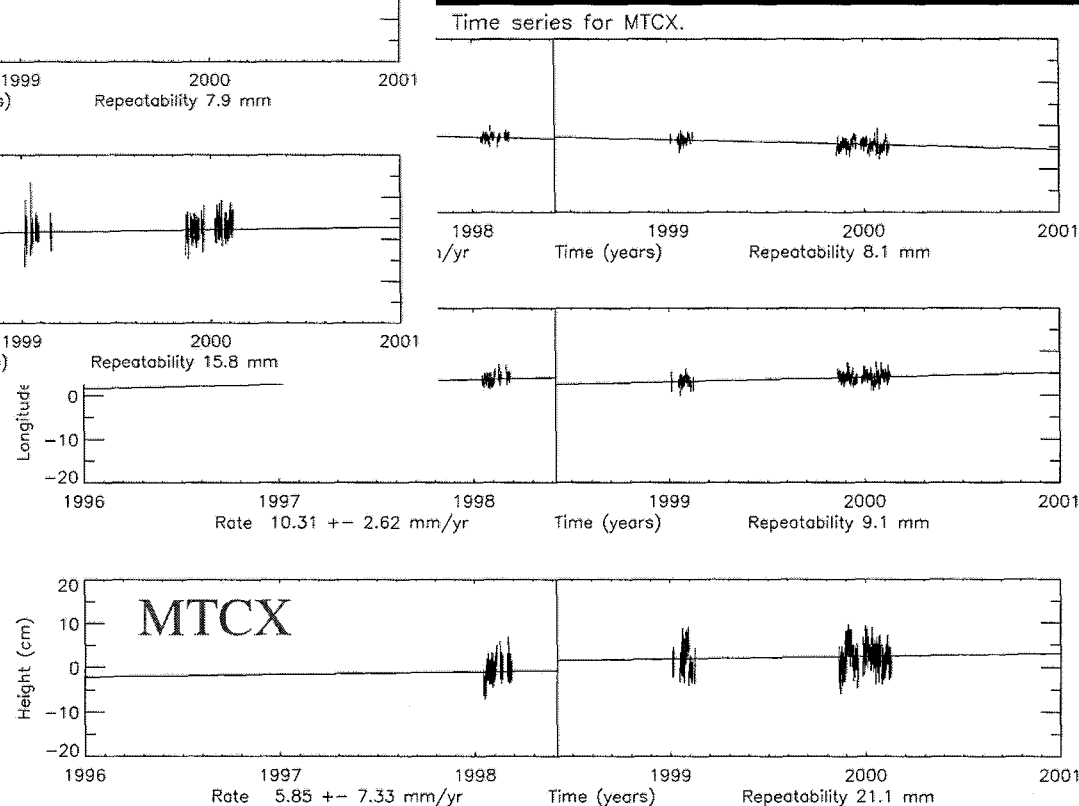 Time series for MTCX.
1999 2000 2001
s) Repeatability 7.9 mm
1998 1999 2000 2001
/yr Time (years) Repeatability 8.1 mm
1999 2000 2001
) Repeatability 15.8 mm
Longitude
0
-10
-20
1996 1997 1998 1999 2000 2001
Rate 10.31 +- 2.62 mm/yr Time (years) Repeatability 9.1 mm
MTCX
Height (cm)
20
10
0
-10
-20
1996 1997 1998 1999 2000 2001
Rate 5.85 +- 7.33 mm/yr Time (years) Repeatability 21.1 mm